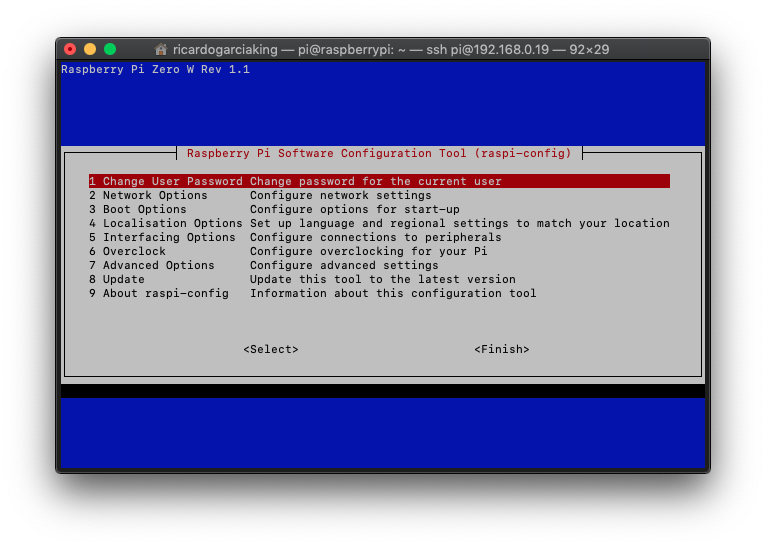 ricardogarciaking — pi@raspberrypi: ~ — ssh pi@192.168.0.19 — 92×29
Raspberry Pi Zero W Rev 1.1
Raspberry Pi Software Configuration Tool (raspi-config)
1 Change User Password Change password for the current user
2 Network Options Configure network settings
3 Boot Options Configure options for start-up
4 Localisation Options Set up language and regional settings to match your location
5 Interfacing Options Configure connections to peripherals
6 Overclock Configure overclocking for your Pi
7 Advanced Options Configure advanced settings
8 Update Update this tool to the latest version
9 About raspi-config Information about this configuration tool
<Select> <Finish>